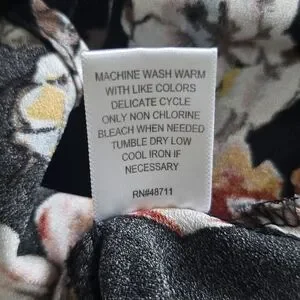 MACHINE WASH WARM
WITH LIKE COLORS
DELICATE CYCLE
ONLY NON CHLORINE
BLEACH WHEN NEEDED
TUMBLE DRY LOW
COOL IRON IF
NECESSARY
RN#48711